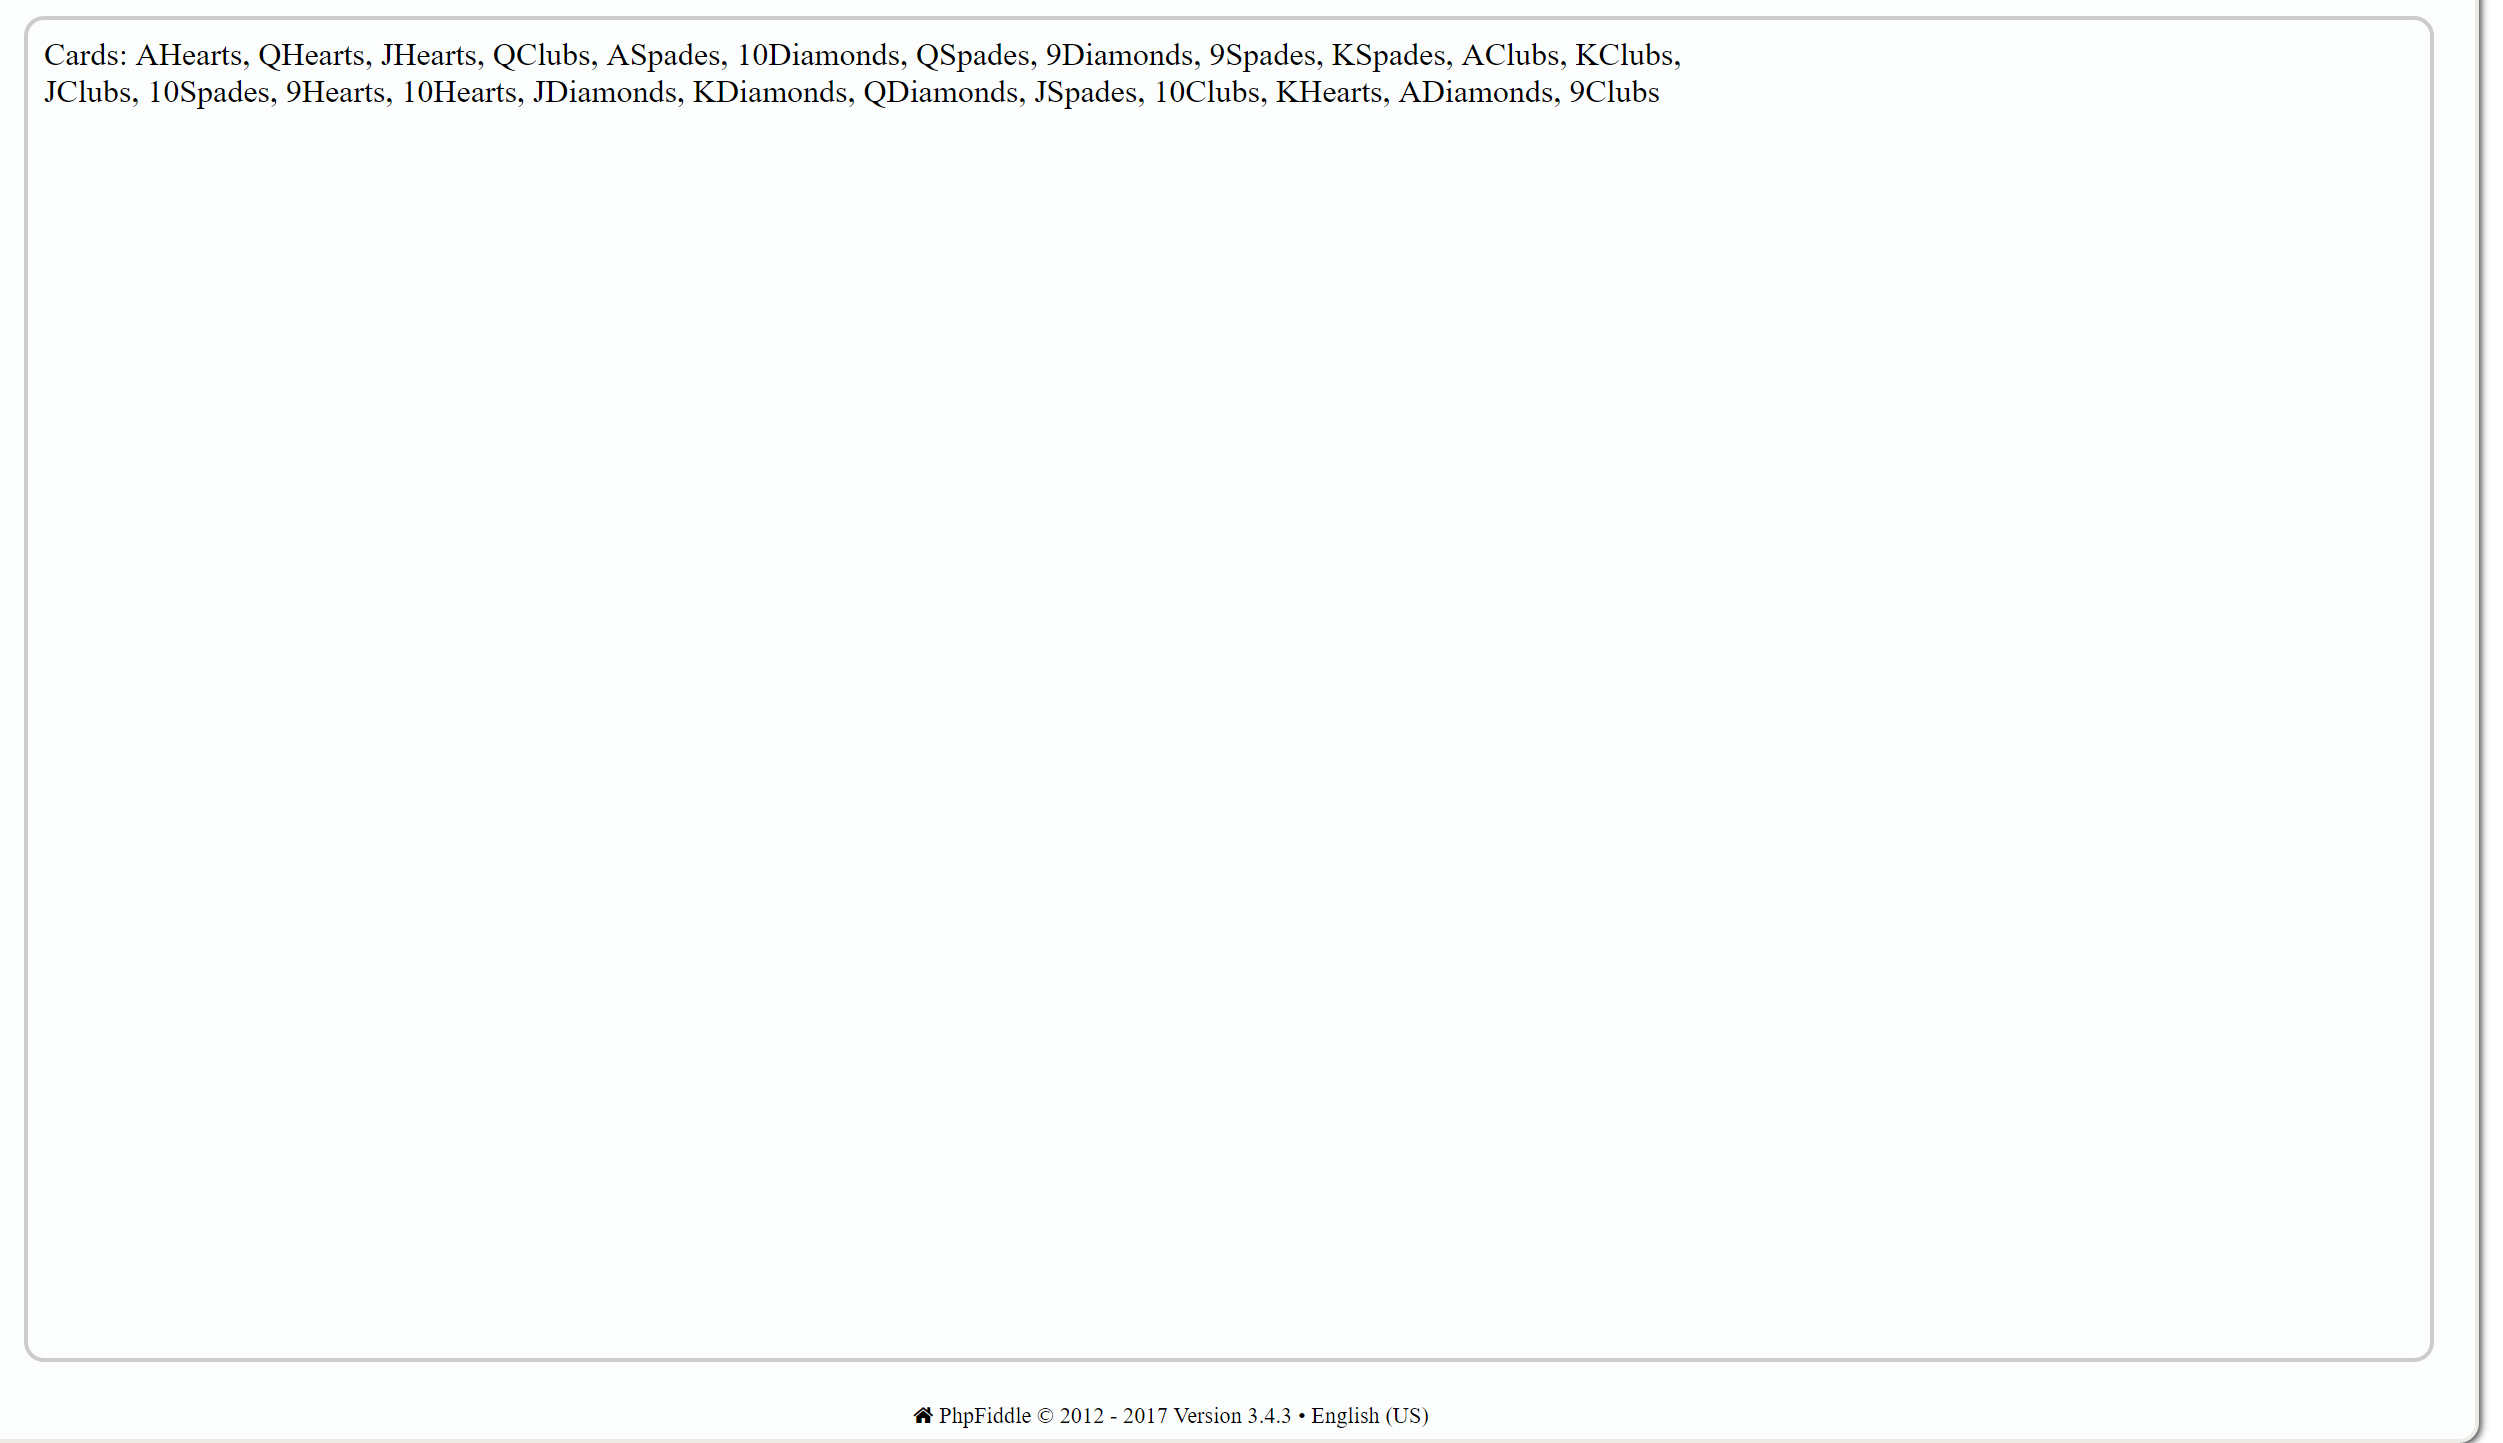 Cards: AHearts, QHearts, JHearts, QClubs, ASpades, 10Diamonds, QSpades, 9Diamonds, 9Spades, KSpades, AClubs, KClubs,
JClubs, 10Spades, 9Hearts, 10Hearts, JDiamonds, KDiamonds, QDiamonds, JSpades, 10Clubs, KHearts, ADiamonds, 9Clubs
PhpFiddle © 2012 - 2017 Version 3.4.3 • English (US)